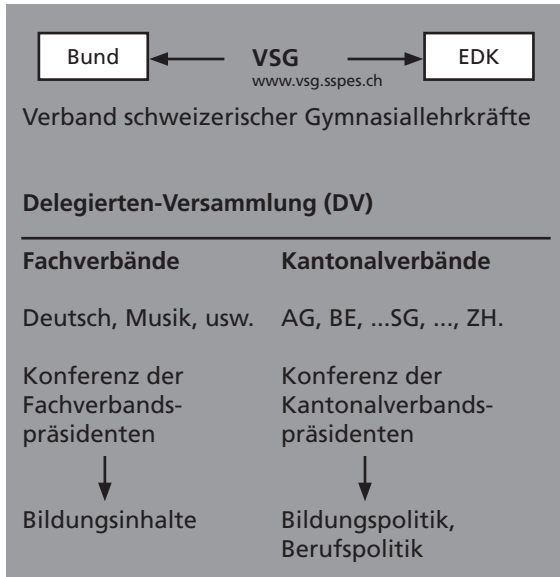 Bund VSG EDK
www.vsg.sspes.ch
Verband schweizerischer Gymnasiallehrkräfte
Delegierten-Versammlung (DV)
Fachverbände
Deutsch, Musik, usw.
Konferenz der
Fachverbands-
präsidenten
Bildungsinhalte
Kantonalverbände
AG, BE, ...SG, ..., ZH.
Konferenz der
Kantonalverbands-
präsidenten
Bildungspolitik,
Berufspolitik